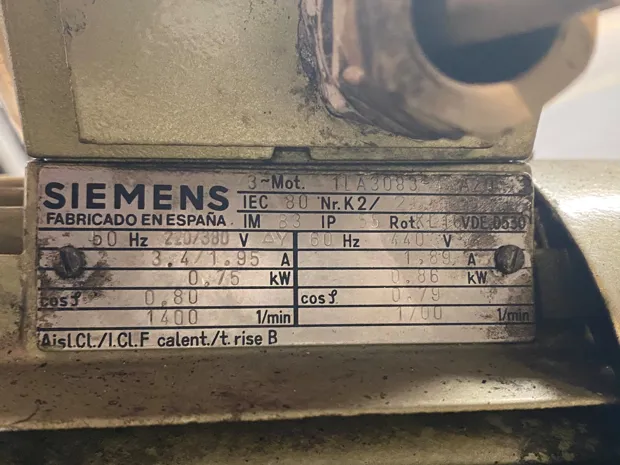 SIEMENS
FABRICADO EN ESPAÑA
3~Mot. 1LA3083
IEC 80 Nr. K2/
IM B3 IP Rot. KL16 VDE.0530
50 Hz 220/380 V △Y 60 Hz 440 V
3.4/1.95 A 1.89 A
0.75 kW 0.86 kW
cosφ 0.80 cosφ 0.79
1400 1/min 1700 1/min
Aisl.Cl./I.Cl.F calent./t.rise B